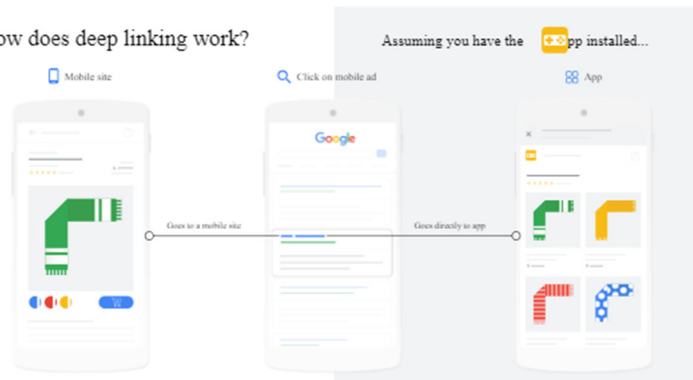 ow does deep linking work?
Assuming you have the pp installed...
Mobile site
Click on mobile ad
App
Google
Goes to a mobile site
Goes directly to app